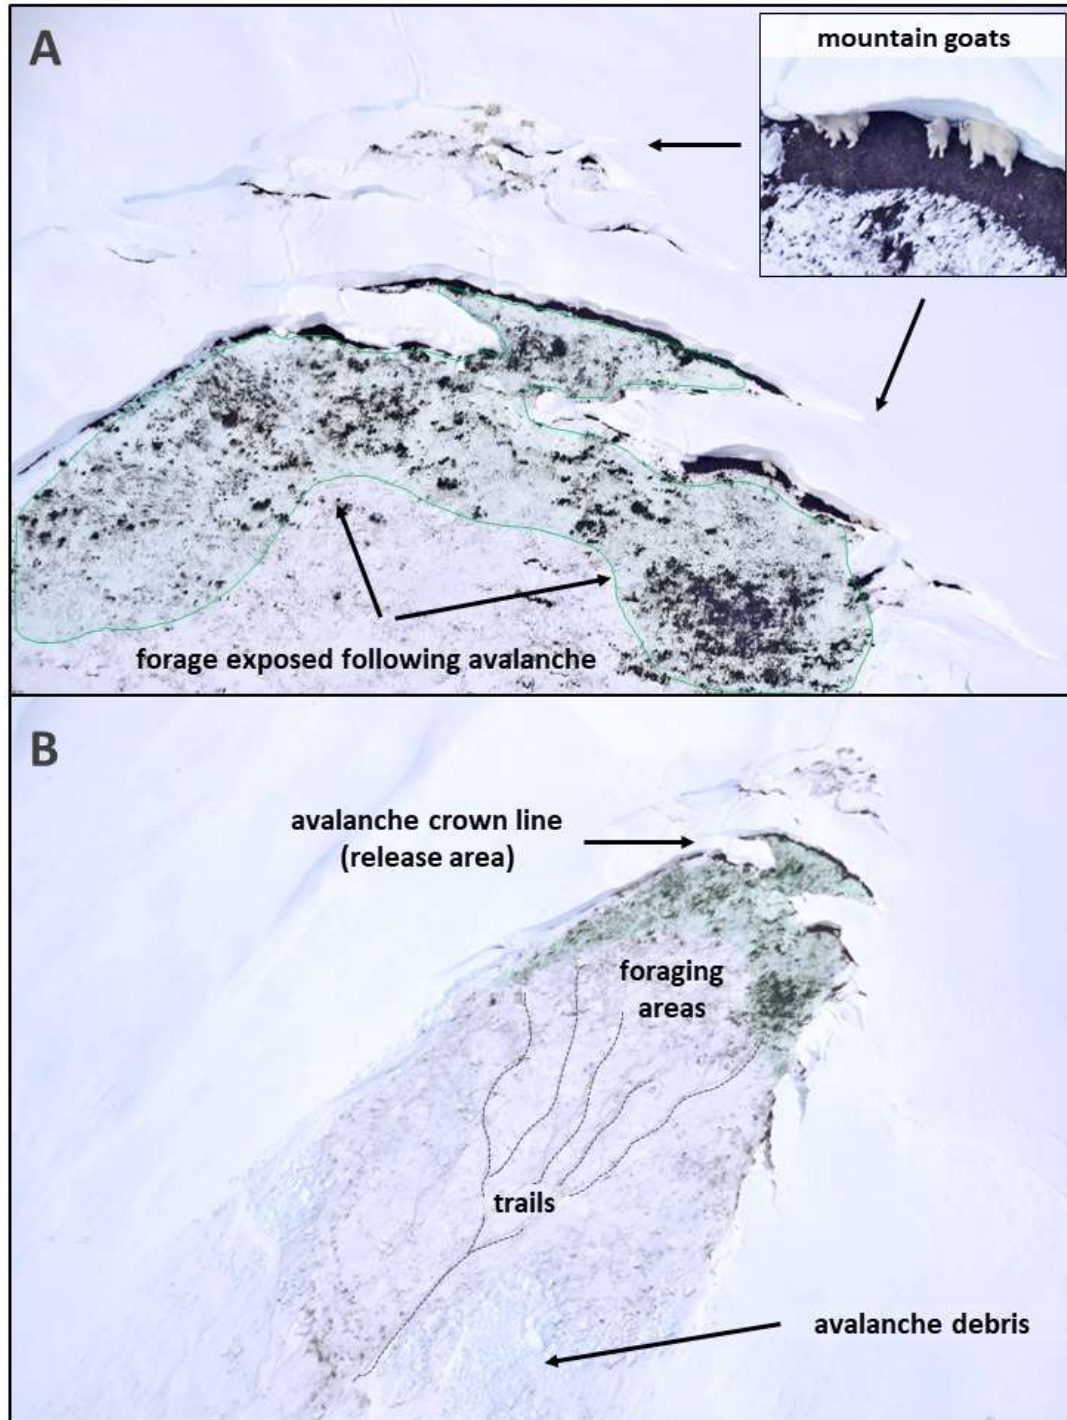 A
mountain goats
forage exposed following avalanche
B
avalanche crown line
(release area)
foraging
areas
trails
avalanche debris